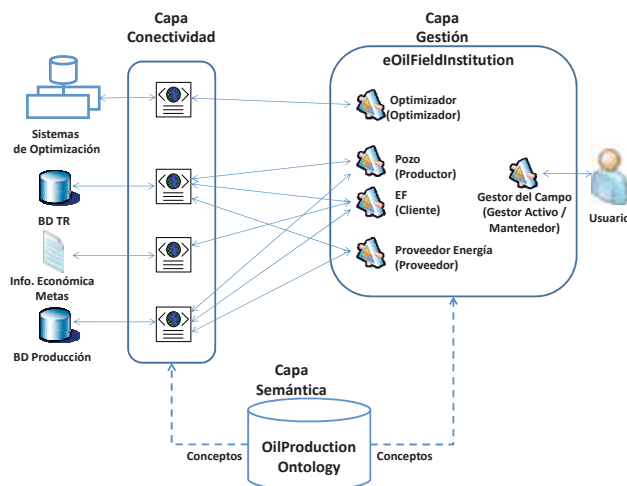 Capa
Conectividad
Capa
Gestión
eOilFieldInstitution
Sistemas
de Optimización
BD TR
Info. Económica
Metas
BD Producción
Optimizador
(Optimizador)
Pozo
(Productor)
EF
(Cliente)
Proveedor Energía
(Proveedor)
Gestor del Campo
(Gestor Activo /
Mantenedor)
Usuario
Capa
Semántica
OilProduction
Ontology
Conceptos
Conceptos